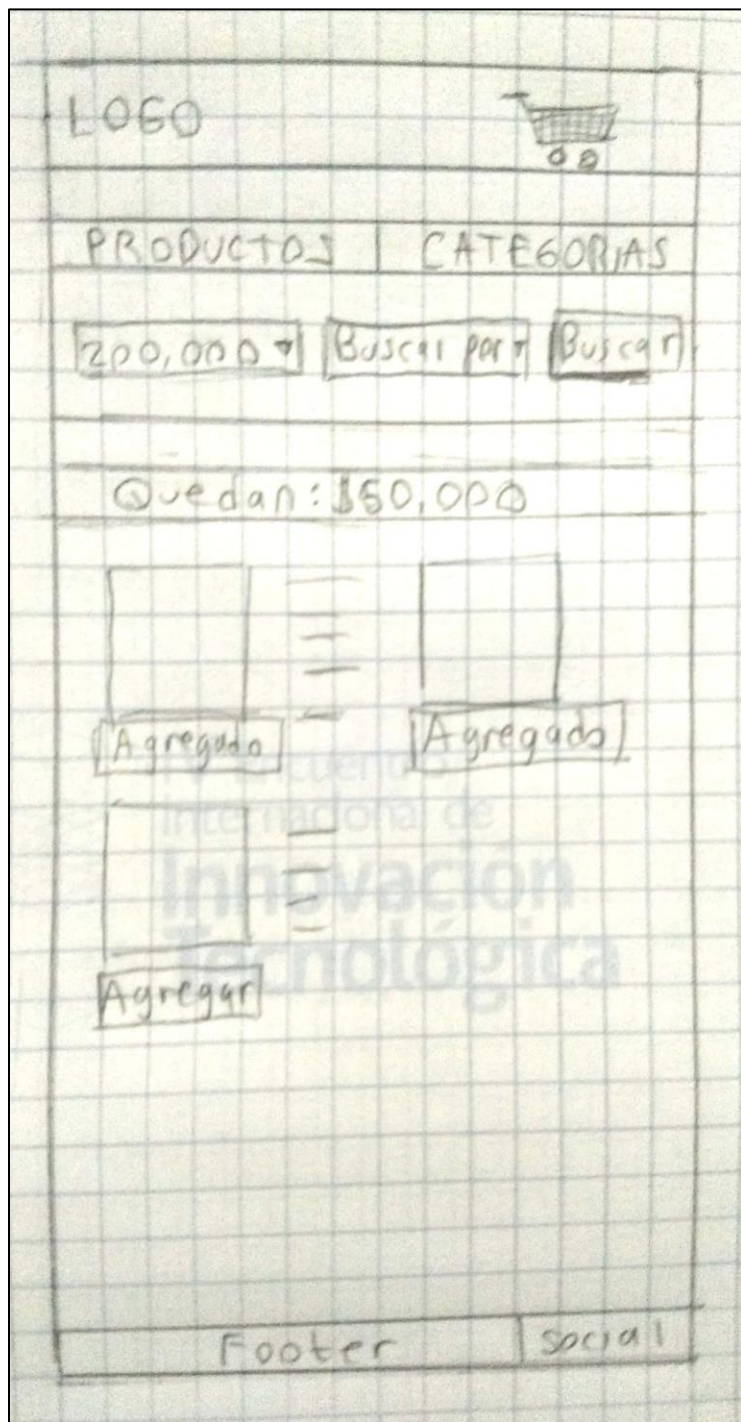 LOGO
PRODUCTOS CATEGORIAS
200,000 Buscar por Buscar
Quedan: $50,000
Agregado Agregado
Encuentro
Internacional de
Innovación
Tecnológica
Agregar
Footer Social